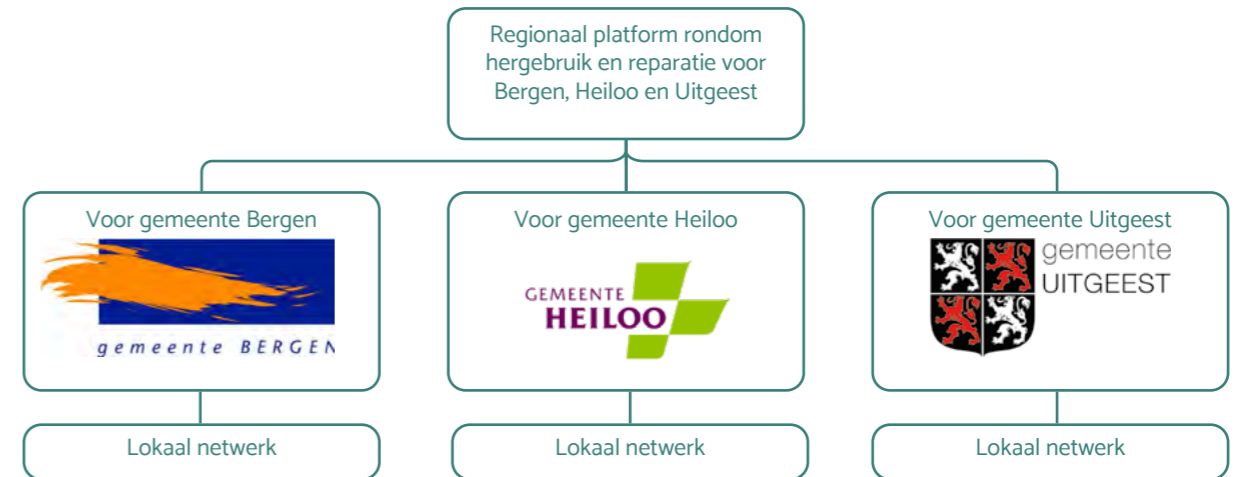 Regionaal platform rondom
hergebruik en reparatie voor
Bergen, Heiloo en Uitgeest
Voor gemeente Bergen
gemeente BERGEN
Voor gemeente Heiloo
GEMEENTE
HEILOO
Voor gemeente Uitgeest
gemeente
UITGEEST
Lokaal netwerk
Lokaal netwerk
Lokaal netwerk